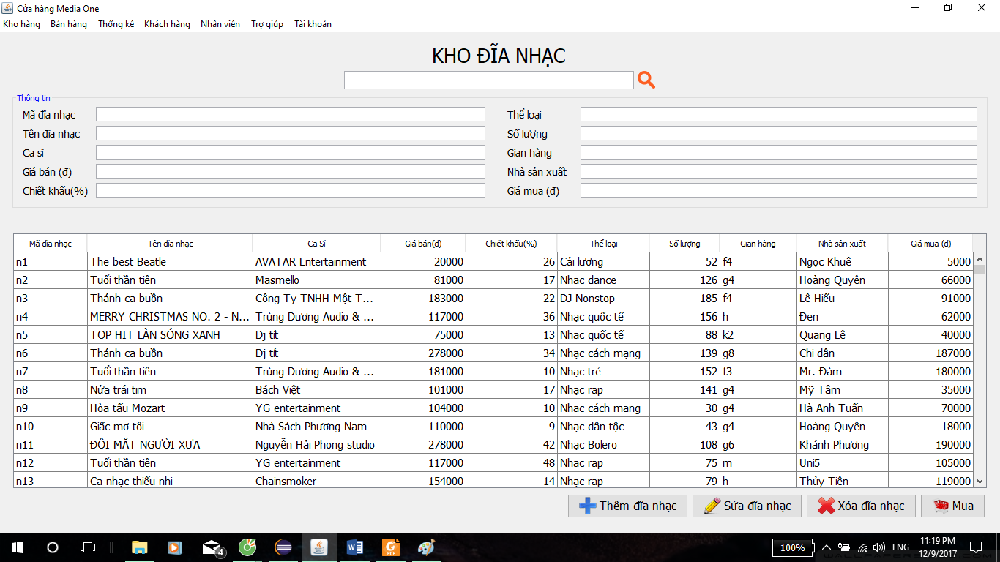 Cửa hàng Media One
Kho hàng Bán hàng Thống kê Khách hàng Nhân viên Trợ giúp Tài khoản
KHO ĐĨA NHẠC
Thông tin
Mã đĩa nhạc Thể loại
Tên đĩa nhạc Số lượng
Ca sĩ Gian hàng
Giá bán (đ) Nhà sản xuất
Chiết khấu(%) Giá mua (đ)
Mã đĩa nhạc Tên đĩa nhạc Ca Sĩ Giá bán(đ) Chiết khấu(%) Thể loại Số lượng Gian hàng Nhà sản xuất Giá mua (đ)
n1 The best Beatle AVATAR Entertainment 20000 26 Cải lương 52 f4 Ngọc Khuê 5000
n2 Tuổi thần tiên Masmello 81000 17 Nhạc dance 126 g4 Hoàng Quyên 66000
n3 Thánh ca buồn Công Ty TNHH Một T... 183000 22 DJ Nonstop 185 f4 Lê Hiếu 91000
n4 MERRY CHRISTMAS NO. 2 - N... Trùng Dương Audio & ... 117000 36 Nhạc quốc tế 156 h Đen 62000
n5 TOP HIT LÀN SÓNG XANH Dj tít 75000 13 Nhạc quốc tế 88 k2 Quang Lê 40000
n6 Thánh ca buồn Dj tít 278000 34 Nhạc cách mạng 139 g8 Chi dân 187000
n7 Tuổi thần tiên Trùng Dương Audio & ... 181000 10 Nhạc trẻ 152 f3 Mr. Đàm 180000
n8 Nửa trái tim Bách Việt 101000 17 Nhạc rap 141 g4 Mỹ Tâm 35000
n9 Hòa tấu Mozart YG entertainment 104000 10 Nhạc cách mạng 30 g4 Hà Anh Tuấn 70000
n10 Giấc mơ tôi Nhà Sách Phương Nam 110000 9 Nhạc dân tộc 43 g4 Hoàng Quyên 18000
n11 ĐÔI MẮT NGƯỜI XƯA Nguyễn Hải Phong studio 278000 42 Nhạc Bolero 108 g6 Khánh Phương 190000
n12 Tuổi thần tiên YG entertainment 117000 48 Nhạc rap 75 m Uni5 105000
n13 Ca nhạc thiếu nhi Chainsmoker 154000 14 Nhạc rap 79 h Thủy Tiên 119000
Thêm đĩa nhạc Sửa đĩa nhạc Xóa đĩa nhạc Mua
4 PDF 100% ENG 11:19 PM
12/9/2017